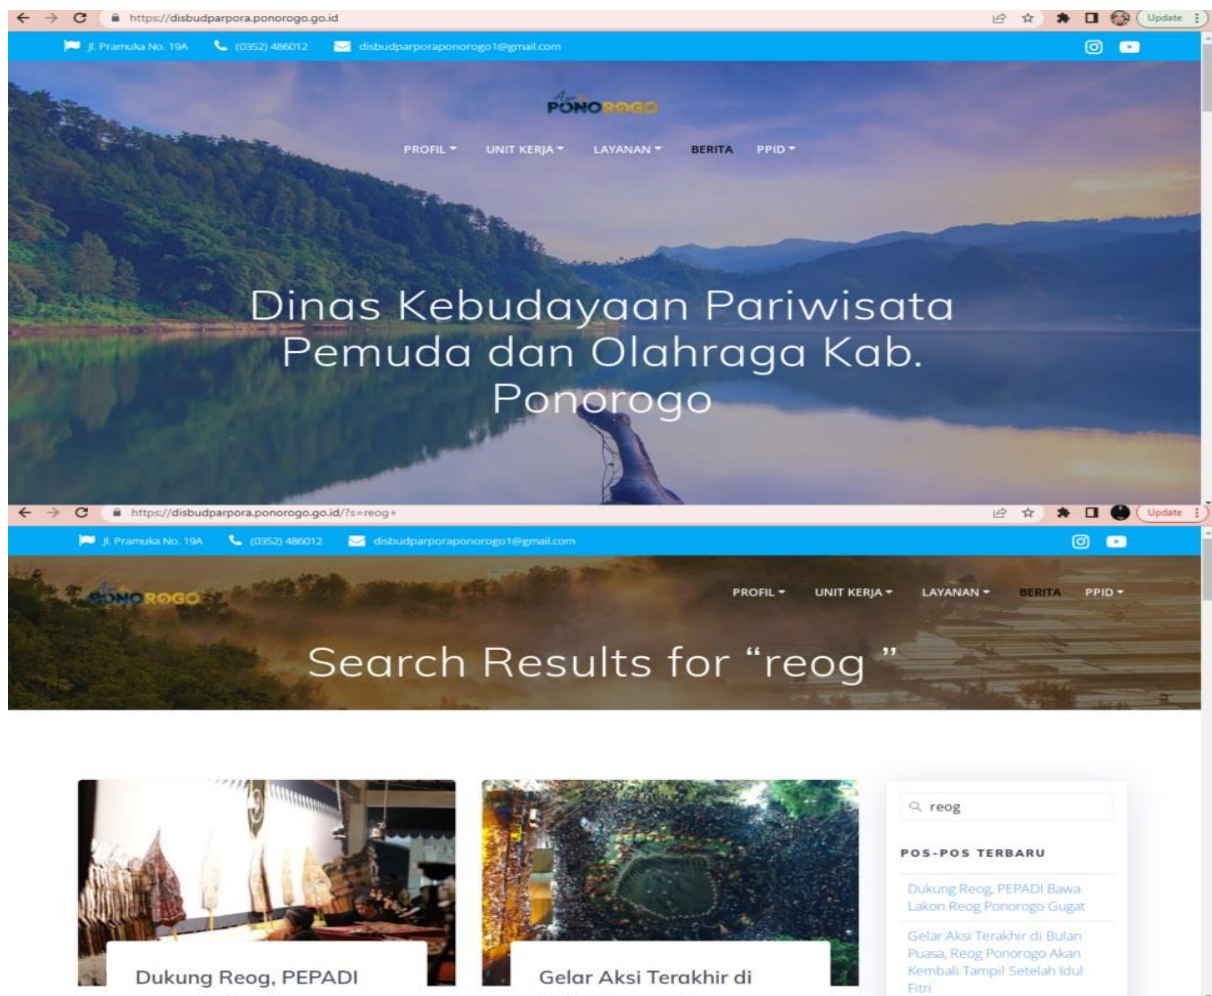 https://disbudparpora.ponorogo.go.id
Update
Jl. Pramuka No. 19A (0352) 486012 disbudparporaponorogo1@gmail.com
PONOROGO
PROFIL UNIT KERJA LAYANAN BERITA PPID
Dinas Kebudayaan Pariwisata
Pemuda dan Olahraga Kab.
Ponorogo
https://disbudparpora.ponorogo.go.id/?s=reog+
Update
Jl. Pramuka No. 19A (0352) 486012 disbudparporaponorogo1@gmail.com
PONOROGO
PROFIL UNIT KERJA LAYANAN BERITA PPID
Search Results for “reog ”
reog
POS-POS TERBARU
Dukung Reog, PEPADI Bawa
Lakon Reog Ponorogo Gugat
Gelar Aksi Terakhir di Bulan
Puasa, Reog Ponorogo Akan
Kembali Tampil Setelah Idul
Fitri
Dukung Reog, PEPADI
Gelar Aksi Terakhir di